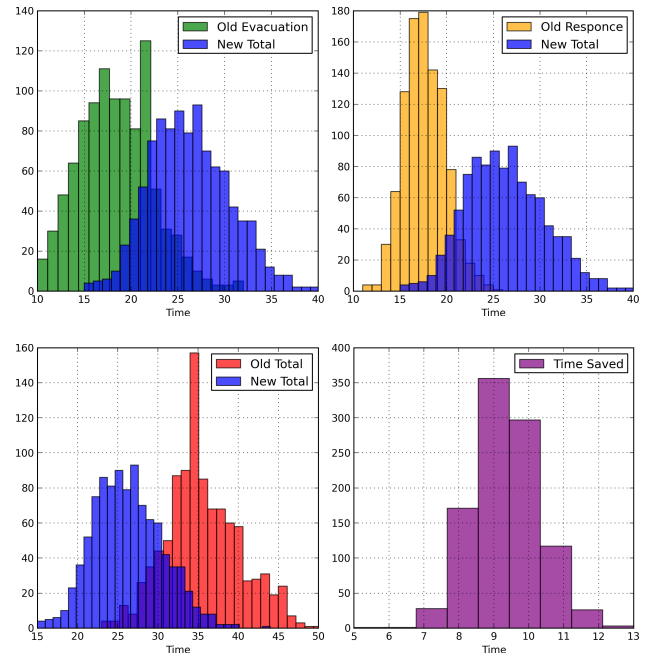 140
120
100
80
60
40
20
0
10 15 20 25 30 35 40
Time
Old Evacuation
New Total
180
160
140
120
100
80
60
40
20
0
10 15 20 25 30 35 40
Time
Old Responce
New Total
160
140
120
100
80
60
40
20
0
15 20 25 30 35 40 45 50
Time
Old Total
New Total
400
350
300
250
200
150
100
50
0
5 6 7 8 9 10 11 12 13
Time
Time Saved